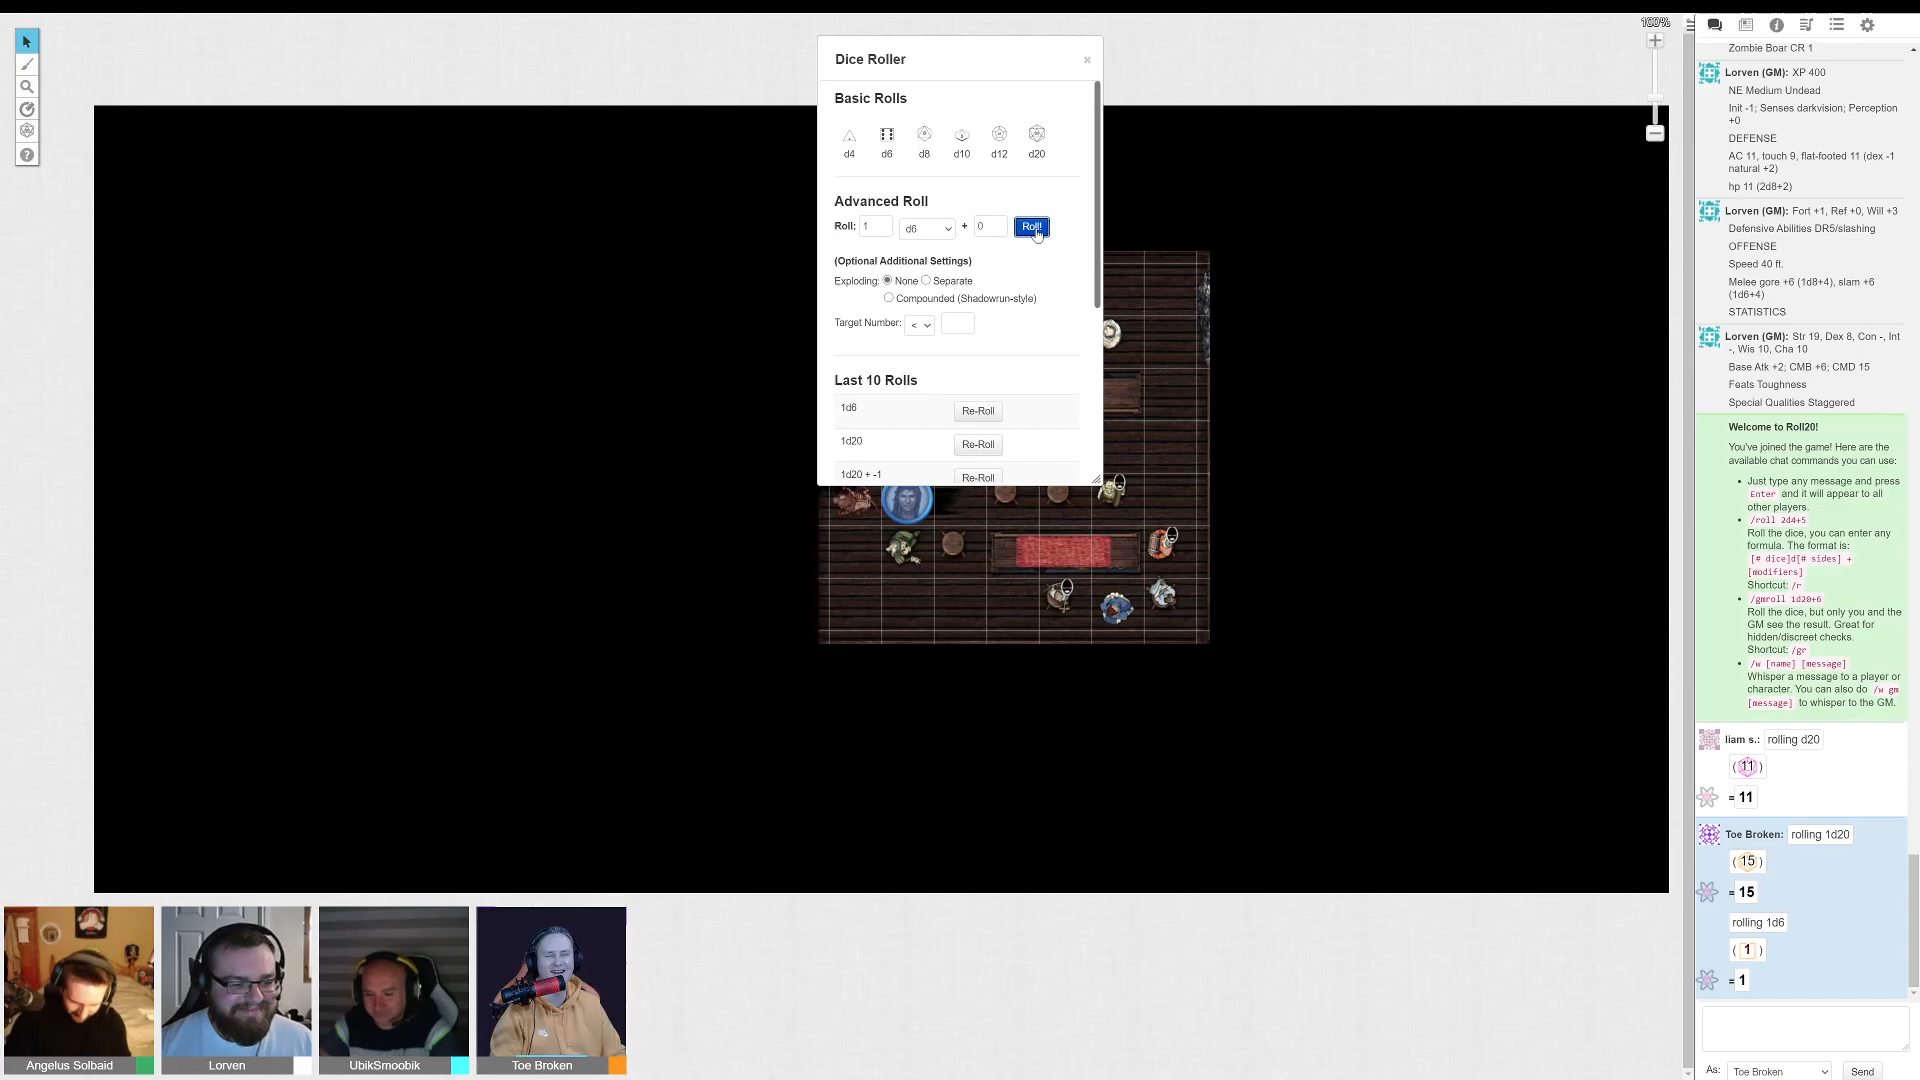 100%
Dice Roller
×
Basic Rolls
d4
d6
d8
d10
d12
d20
Advanced Roll
Roll: 1 d6 + 0 Roll!
(Optional Additional Settings)
Exploding: None Separate
Compounded (Shadowrun-style)
Target Number: <
Last 10 Rolls
1d6 Re-Roll
1d20 Re-Roll
1d20 + -1 Re-Roll
Zombie Boar CR 1
Lorven (GM): XP 400
NE Medium Undead
Init -1; Senses darkvision; Perception
+0
DEFENSE
AC 11, touch 9, flat-footed 11 (dex -1
natural +2)
hp 11 (2d8+2)
Lorven (GM): Fort +1, Ref +0, Will +3
Defensive Abilities DR5/slashing
OFFENSE
Speed 40 ft.
Melee gore +6 (1d8+4), slam +6
(1d6+4)
STATISTICS
Lorven (GM): Str 19, Dex 8, Con -, Int
-, Wis 10, Cha 10
Base Atk +2; CMB +6; CMD 15
Feats Toughness
Special Qualities Staggered
Welcome to Roll20!
You've joined the game! Here are the
available chat commands you can use:
• Just type any message and press
Enter and it will appear to all
other players.
• /roll 2d4+5
Roll the dice, you can enter any
formula. The format is:
[# dice]d[# sides] +
[modifiers]
Shortcut: /r
• /gmroll 1d20+6
Roll the dice, but only you and the
GM see the result. Great for
hidden/discreet checks.
Shortcut: /gr
• /w [name] [message]
Whisper a message to a player or
character. You can also do /w gm
[message] to whisper to the GM.
liam s.: rolling d20
(11)
= 11
Toe Broken: rolling 1d20
(15)
= 15
rolling 1d6
(1)
= 1
As: Toe Broken Send
Angelus Solbaid
Lorven
UbikSmoobik
Toe Broken